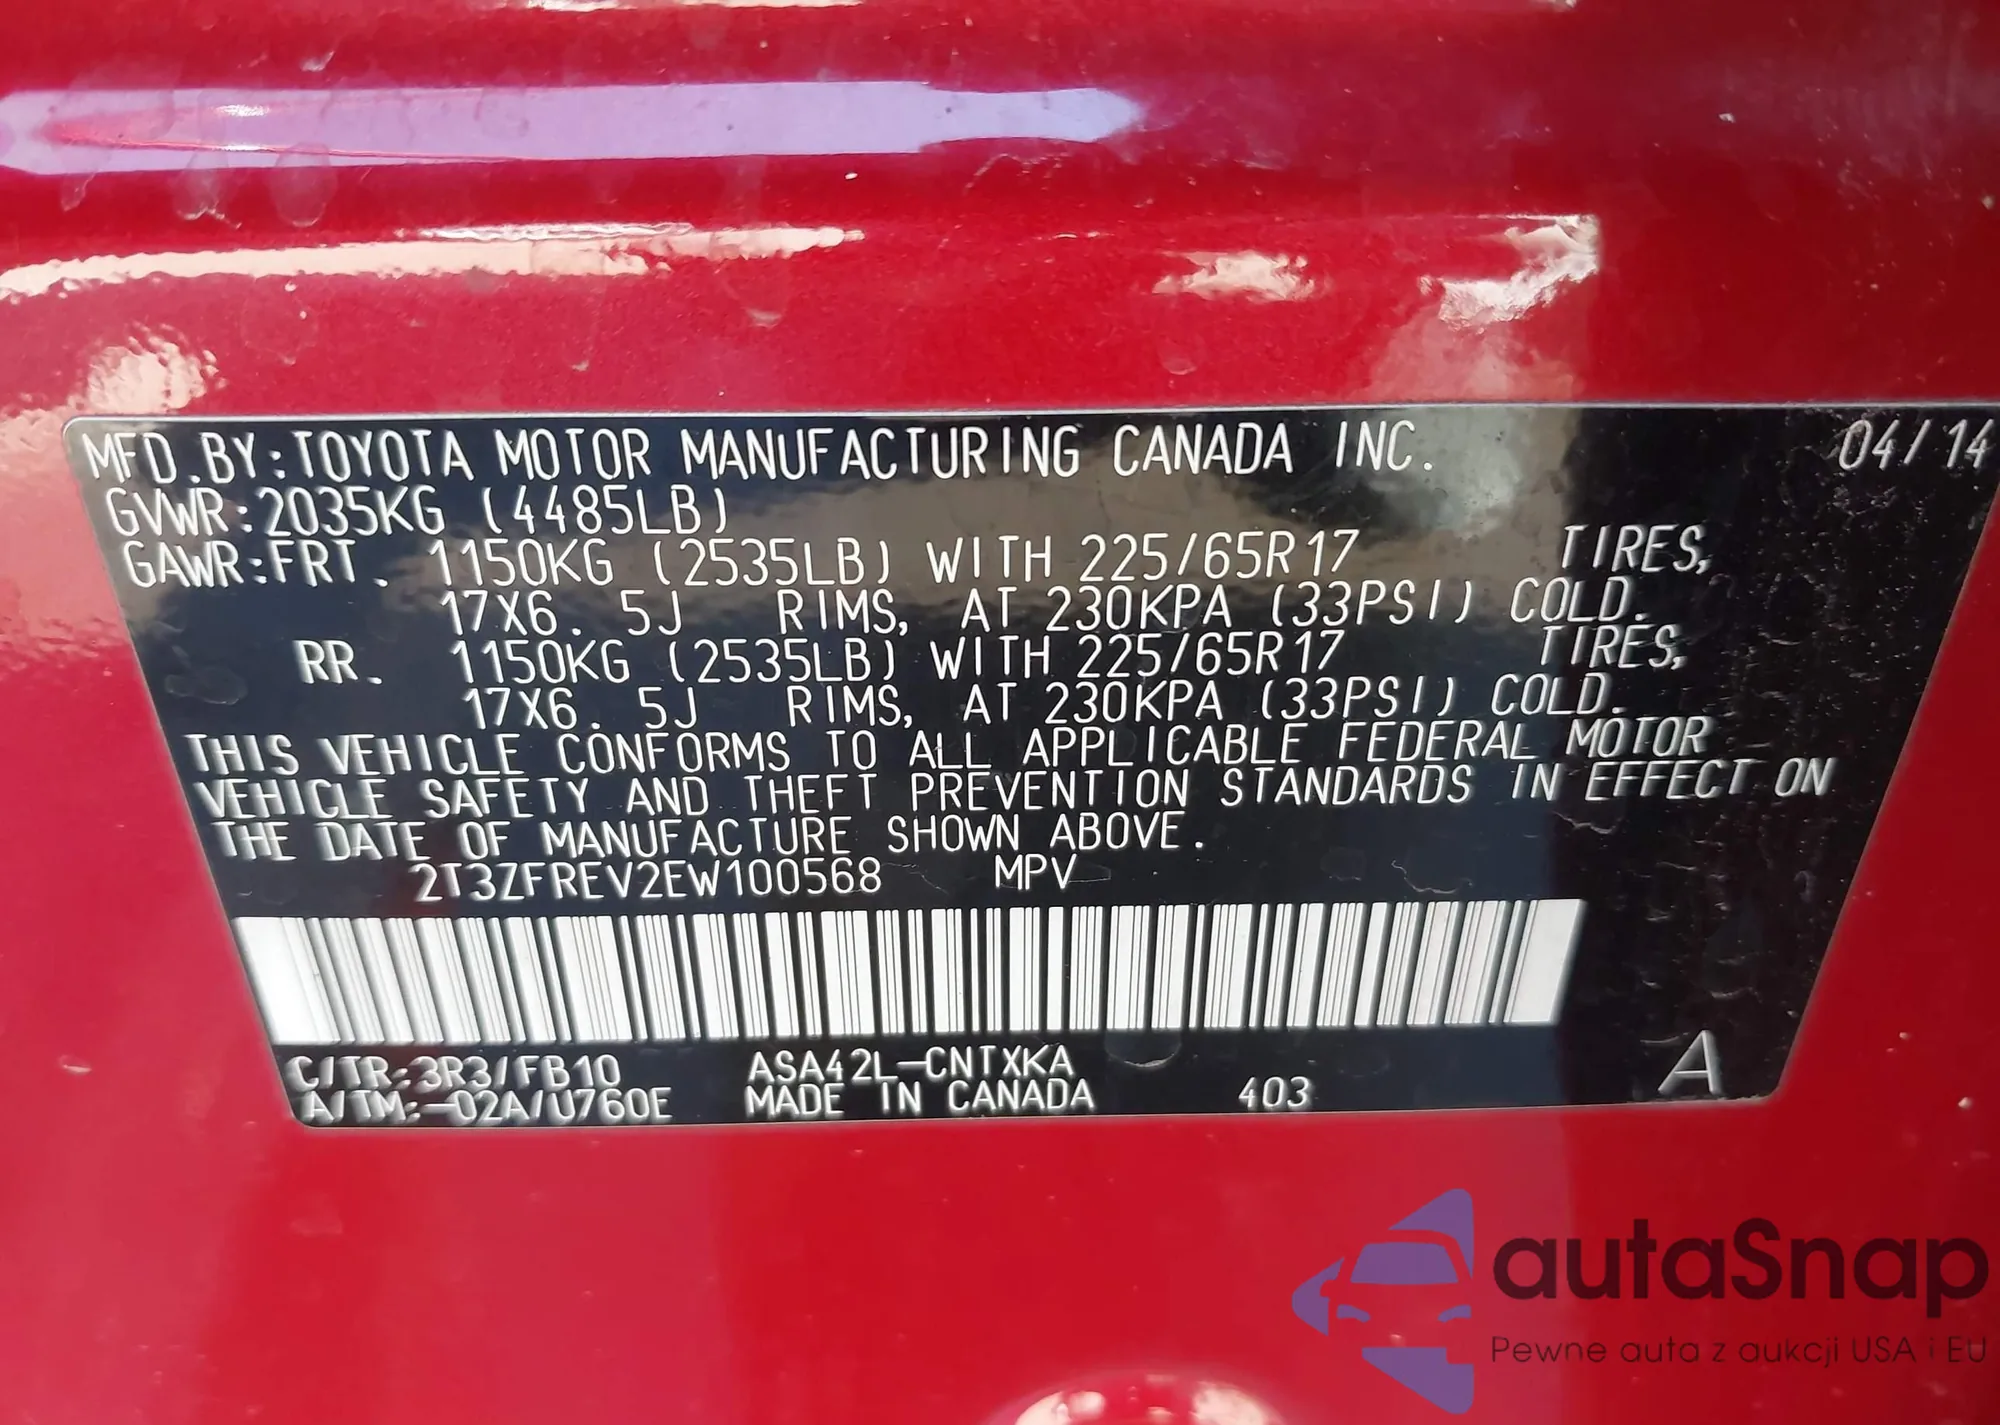 MFD.BY:TOYOTA MOTOR MANUFACTURING CANADA INC. 04/14
GVWR:2035KG (4485LB)
GAWR:FRT. 1150KG (2535LB) WITH 225/65R17 TIRES,
17X6.5J RIMS, AT 230KPA (33PSI) COLD.
RR. 1150KG (2535LB) WITH 225/65R17 TIRES,
17X6.5J RIMS, AT 230KPA (33PSI) COLD.
THIS VEHICLE CONFORMS TO ALL APPLICABLE FEDERAL MOTOR
VEHICLE SAFETY AND THEFT PREVENTION STANDARDS IN EFFECT ON
THE DATE OF MANUFACTURE SHOWN ABOVE.
2T3ZFREV2EW100568 MPV
C/TR:3R3/FB10 ASA42L-CNTXKA
A/TM:-02A/U760E MADE IN CANADA 403 A
autaSnap
Pewne auta z aukcji USA i EU